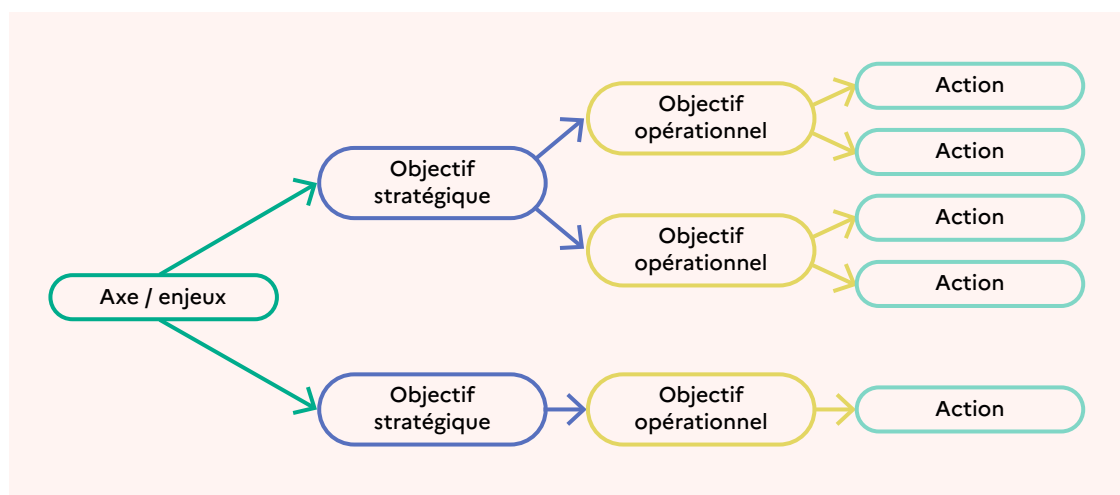 Axe / enjeux
Objectif
stratégique
Objectif
opérationnel
Action
Action
Objectif
opérationnel
Action
Action
Objectif
stratégique
Objectif
opérationnel
Action